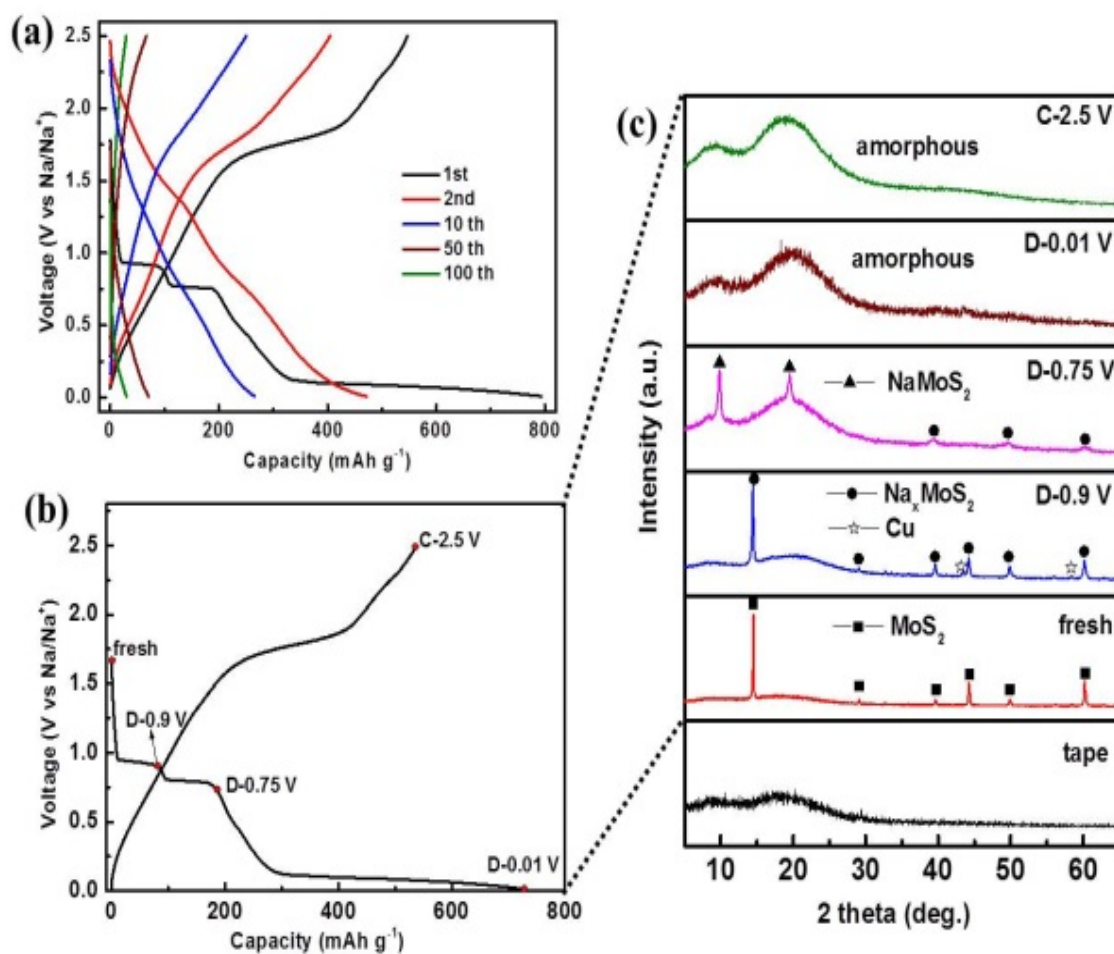 (a)
2.5
2.0
1.5
1.0
0.5
0.0
Voltage (V vs Na/Na⁺)
1st
2nd
10 th
50 th
100 th
0 200 400 600 800
Capacity (mAh g⁻¹)
(b)
2.5
2.0
1.5
1.0
0.5
0.0
Voltage (V vs Na/Na⁺)
C-2.5 V
fresh
D-0.9 V
D-0.75 V
D-0.01 V
0 200 400 600 800
Capacity (mAh g⁻¹)
(c)
Intensity (a.u.)
C-2.5 V
amorphous
D-0.01 V
amorphous
D-0.75 V
NaMoS₂
D-0.9 V
NaₓMoS₂
Cu
fresh
MoS₂
tape
10 20 30 40 50 60
2 theta (deg.)